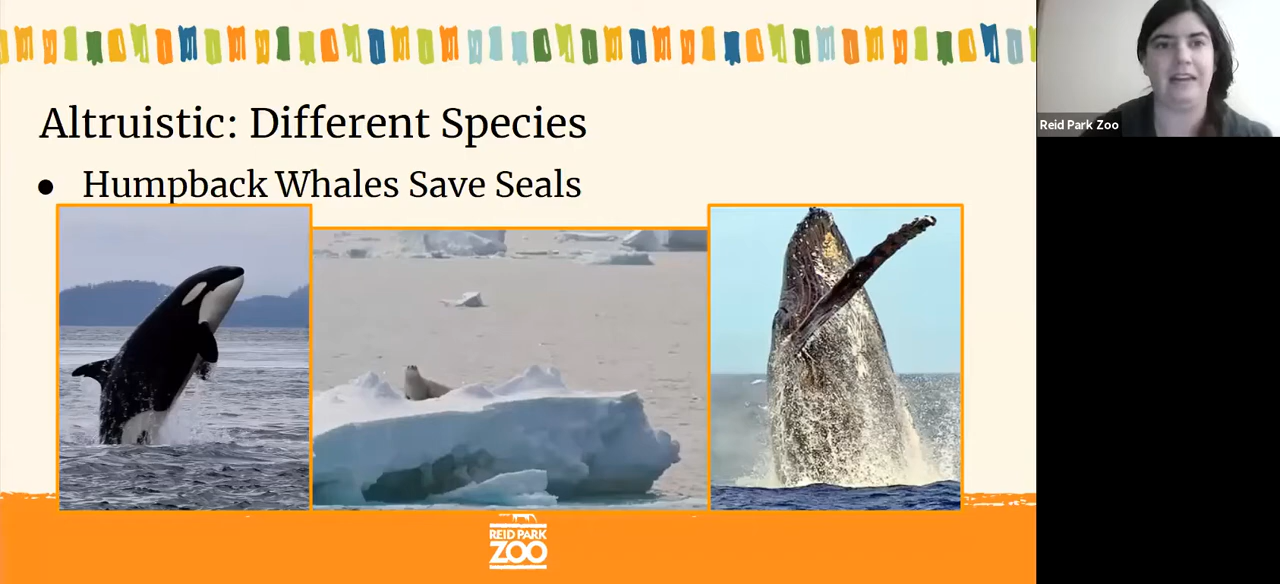 Altruistic: Different Species
● Humpback Whales Save Seals
REID PARK
ZOO
Reid Park Zoo